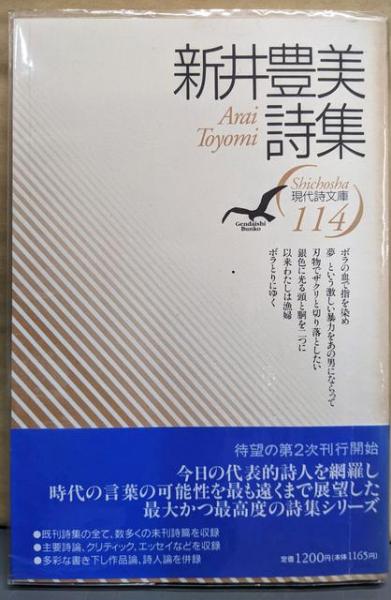 新井豊美
詩集
Arai
Toyomi
Shichosha
現代詩文庫
114
Gendaishi
Bunko
ボラの血で指を染め
夢 という激しい暴力をあの男にならって
刃物でザクリと切り落としたい
銀色に光る頭と胴を二つに
以来わたしは漁婦
ボラとりにゆく
待望の第2次刊行開始
今日の代表的詩人を網羅し
時代の言葉の可能性を最も遠くまで展望した
最大かつ最高度の詩集シリーズ
●既刊詩集の全て、数多くの未刊詩篇を収録
●主要詩論、クリティック、エッセイなどを収録
●多彩な書き下し作品論、詩人論を併録
定価1200円(本体1165円)